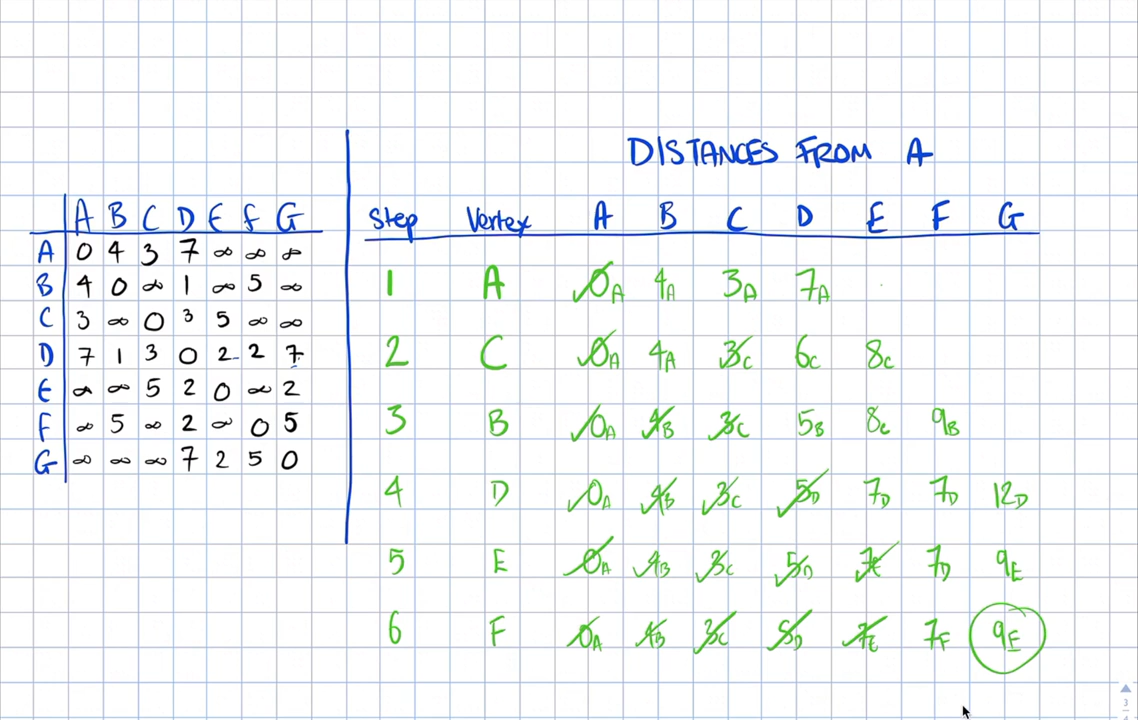 DISTANCES FROM A
A B C D E F G
Step Vertex A B C D E F G
A 0 4 3 7 ∞ ∞ ∞
B 4 0 ∞ 1 ∞ 5 ∞
1 A 0A 4A 3A 7A
C 3 ∞ 0 3 5 ∞ ∞
D 7 1 3 0 2 2 7
2 C 0A 4A 3C 6C 8C
E ∞ ∞ 5 2 0 ∞ 2
F ∞ 5 ∞ 2 ∞ 0 5
3 B 0A 4B 3C 5B 8C 9B
G ∞ ∞ ∞ 7 2 5 0
4 D 0A 4B 3C 5D 7D 7D 12D
5 E 0A 4B 3C 5D 7E 7D 9E
6 F 0A 4B 3C 5D 7E 7F 9E
3